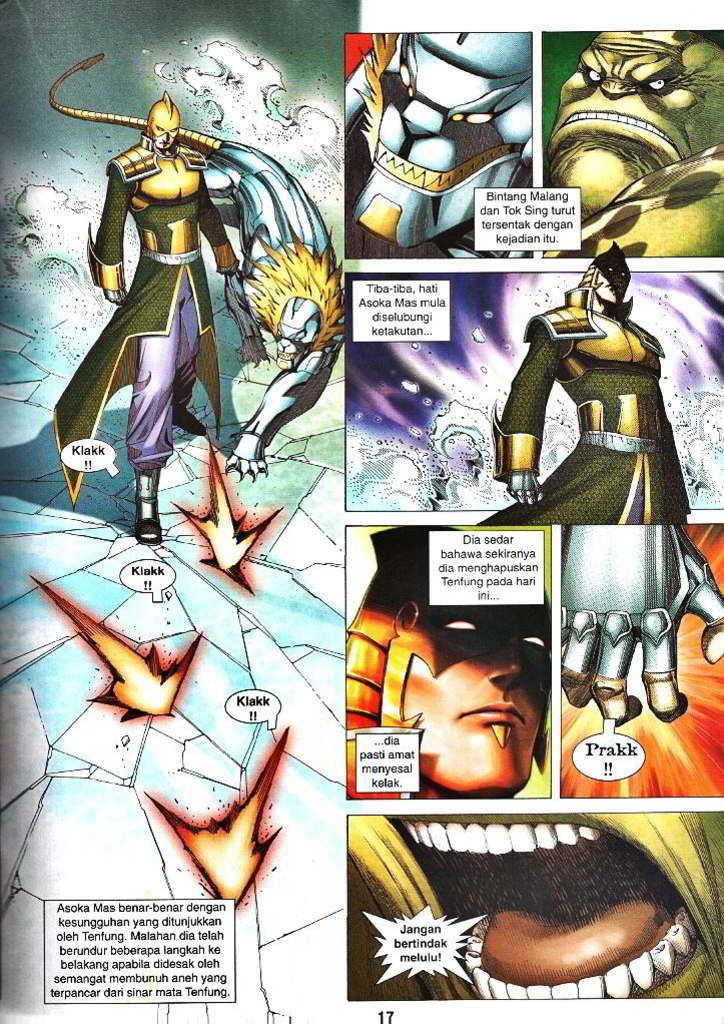 Klakk
!!
Klakk
!!
Klakk
!!
Asoka Mas benar-benar dengan
kesungguhan yang ditunjukkan
oleh Tenfung. Malahan dia telah
berundur beberapa langkah ke
belakang apabila didesak oleh
semangat membunuh aneh yang
terpancar dari sinar mata Tenfung.
Bintang Malang
dan Tok Sing turut
tersentak dengan
kejadian itu.
Tiba-tiba, hati
Asoka Mas mula
diselubungi
ketakutan...
Dia sedar
bahawa sekiranya
dia menghapuskan
Tenfung pada hari
ini...
...dia
pasti amat
menyesal
kelak.
Prakk
!!
Jangan
bertindak
melulu!
17